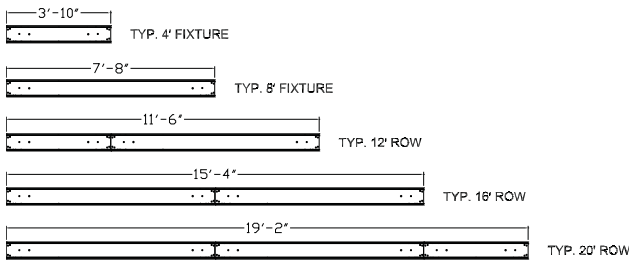 3'-10"
TYP. 4' FIXTURE
7'-8"
TYP. 8' FIXTURE
11'-6"
TYP. 12' ROW
15'-4"
TYP. 16' ROW
19'-2"
TYP. 20' ROW